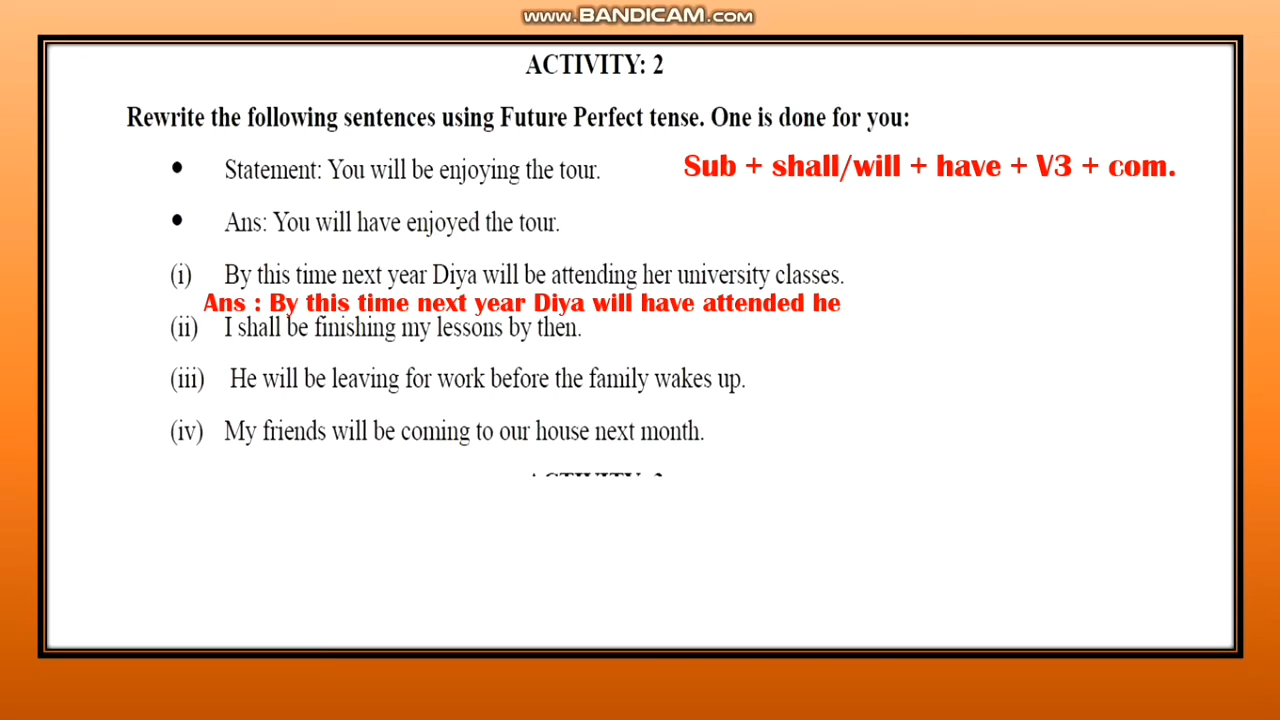 www.BANDICAM.com
ACTIVITY: 2
Rewrite the following sentences using Future Perfect tense. One is done for you:
• Statement: You will be enjoying the tour. Sub + shall/will + have + V3 + com.
• Ans: You will have enjoyed the tour.
(i) By this time next year Diya will be attending her university classes.
Ans : By this time next year Diya will have attended he
(ii) I shall be finishing my lessons by then.
(iii) He will be leaving for work before the family wakes up.
(iv) My friends will be coming to our house next month.